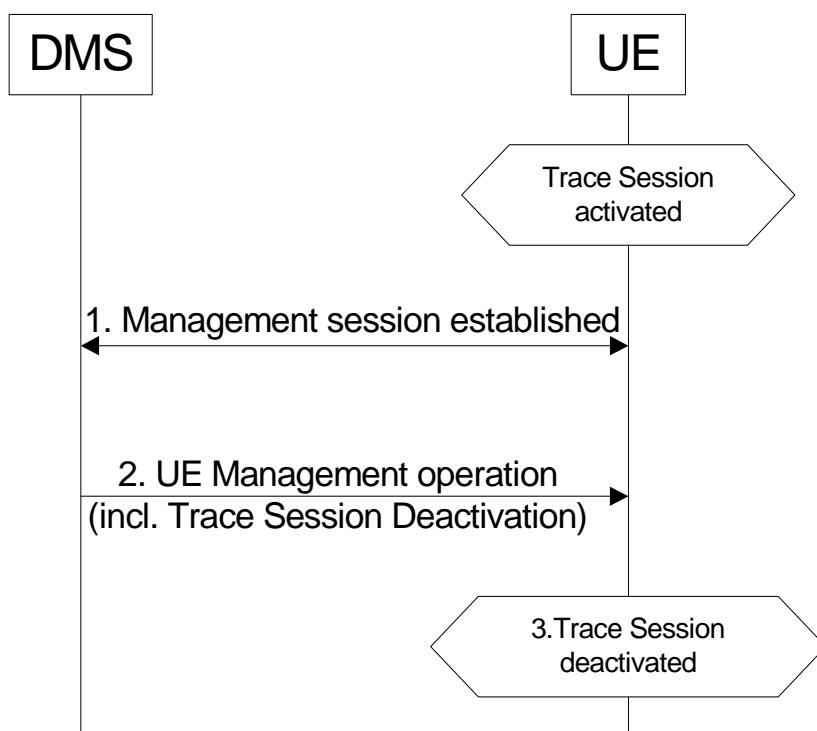 DMS
UE
Trace Session
activated
1. Management session established
2. UE Management operation
(incl. Trace Session Deactivation)
3.Trace Session
deactivated